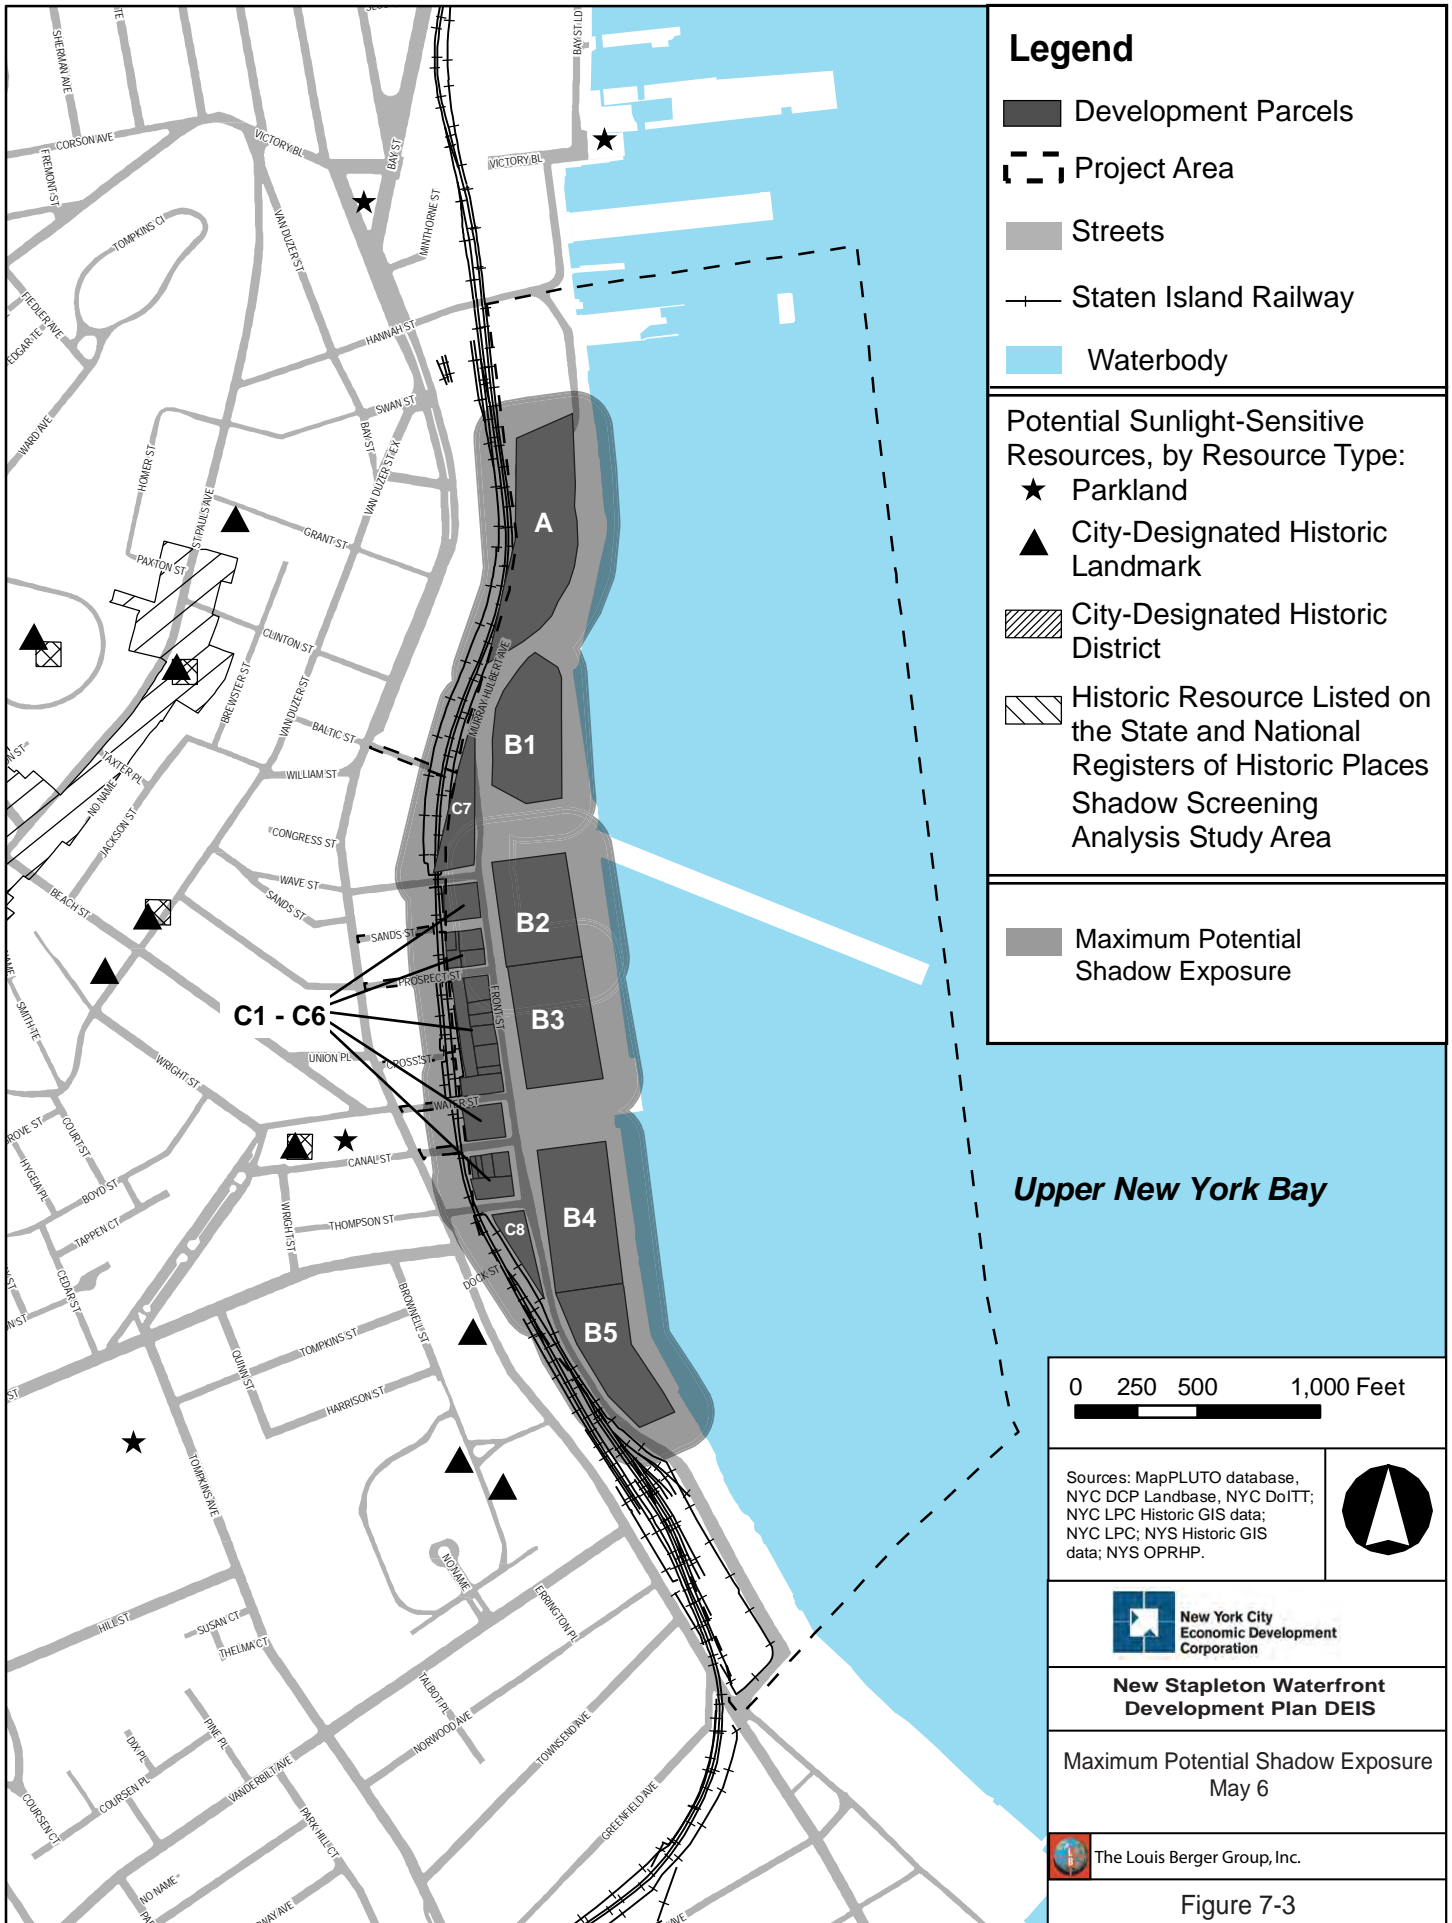 Legend
Development Parcels
Project Area
Streets
Staten Island Railway
Waterbody
Potential Sunlight-Sensitive
Resources, by Resource Type:
Parkland
City-Designated Historic
Landmark
City-Designated Historic
District
Historic Resource Listed on
the State and National
Registers of Historic Places
Shadow Screening
Analysis Study Area
Maximum Potential
Shadow Exposure
SHERMAN AVE
CORSON AVE
FREMONT ST
VICTORY BL
BAY ST
BAY ST LD
VICTORY BL
MINTHORNE ST
TOMPKINS CI
VAN DUZER ST
FIEDLER AVE
EDGAR TE
HANNAH ST
WARD AVE
SWAN ST
BAY ST
VAN DUZER ST EX
HOMER ST
ST PAULS AVE
GRANT ST
PAXTON ST
A
CLINTON ST
MURRAY HULBERT AVE
BREWSTER ST
VAN DUZER ST
BALTIC ST
B1
WILLIAM ST
TAXTER PL
NO NAME
JACKSON ST
C7
CONGRESS ST
WAVE ST
SANDS ST
BEACH ST
B2
SANDS ST
PROSPECT ST
FRONT ST
SMITH TE
C1 - C6
B3
UNION PL
CROSS ST
WRIGHT ST
WATER ST
COURT ST
HYGEIA PL
CANAL ST
BOYD ST
Upper New York Bay
WRIGHT ST
THOMPSON ST
C8
B4
TAPPEN CT
CEDAR ST
DOCK ST
BROWNELL ST
B5
TOMPKINS ST
QUINN ST
HARRISON ST
TOMPKINS AVE
NO NAME
ERRINGTON PL
HILL ST
SUSAN CT
THELMA CT
TALBOT PL
PINE PL
NORWOOD AVE
TOWNSEND AVE
DIX PL
COURSEN PL
VANDERBILT AVE
COURSEN CT
PARK HILL CT
GREENFIELD AVE
NO NAME
0 250 500 1,000 Feet
Sources: MapPLUTO database,
NYC DCP Landbase, NYC DoITT;
NYC LPC Historic GIS data;
NYC LPC; NYS Historic GIS
data; NYS OPRHP.
New York City
Economic Development
Corporation
New Stapleton Waterfront
Development Plan DEIS
Maximum Potential Shadow Exposure
May 6
The Louis Berger Group, Inc.
Figure 7-3